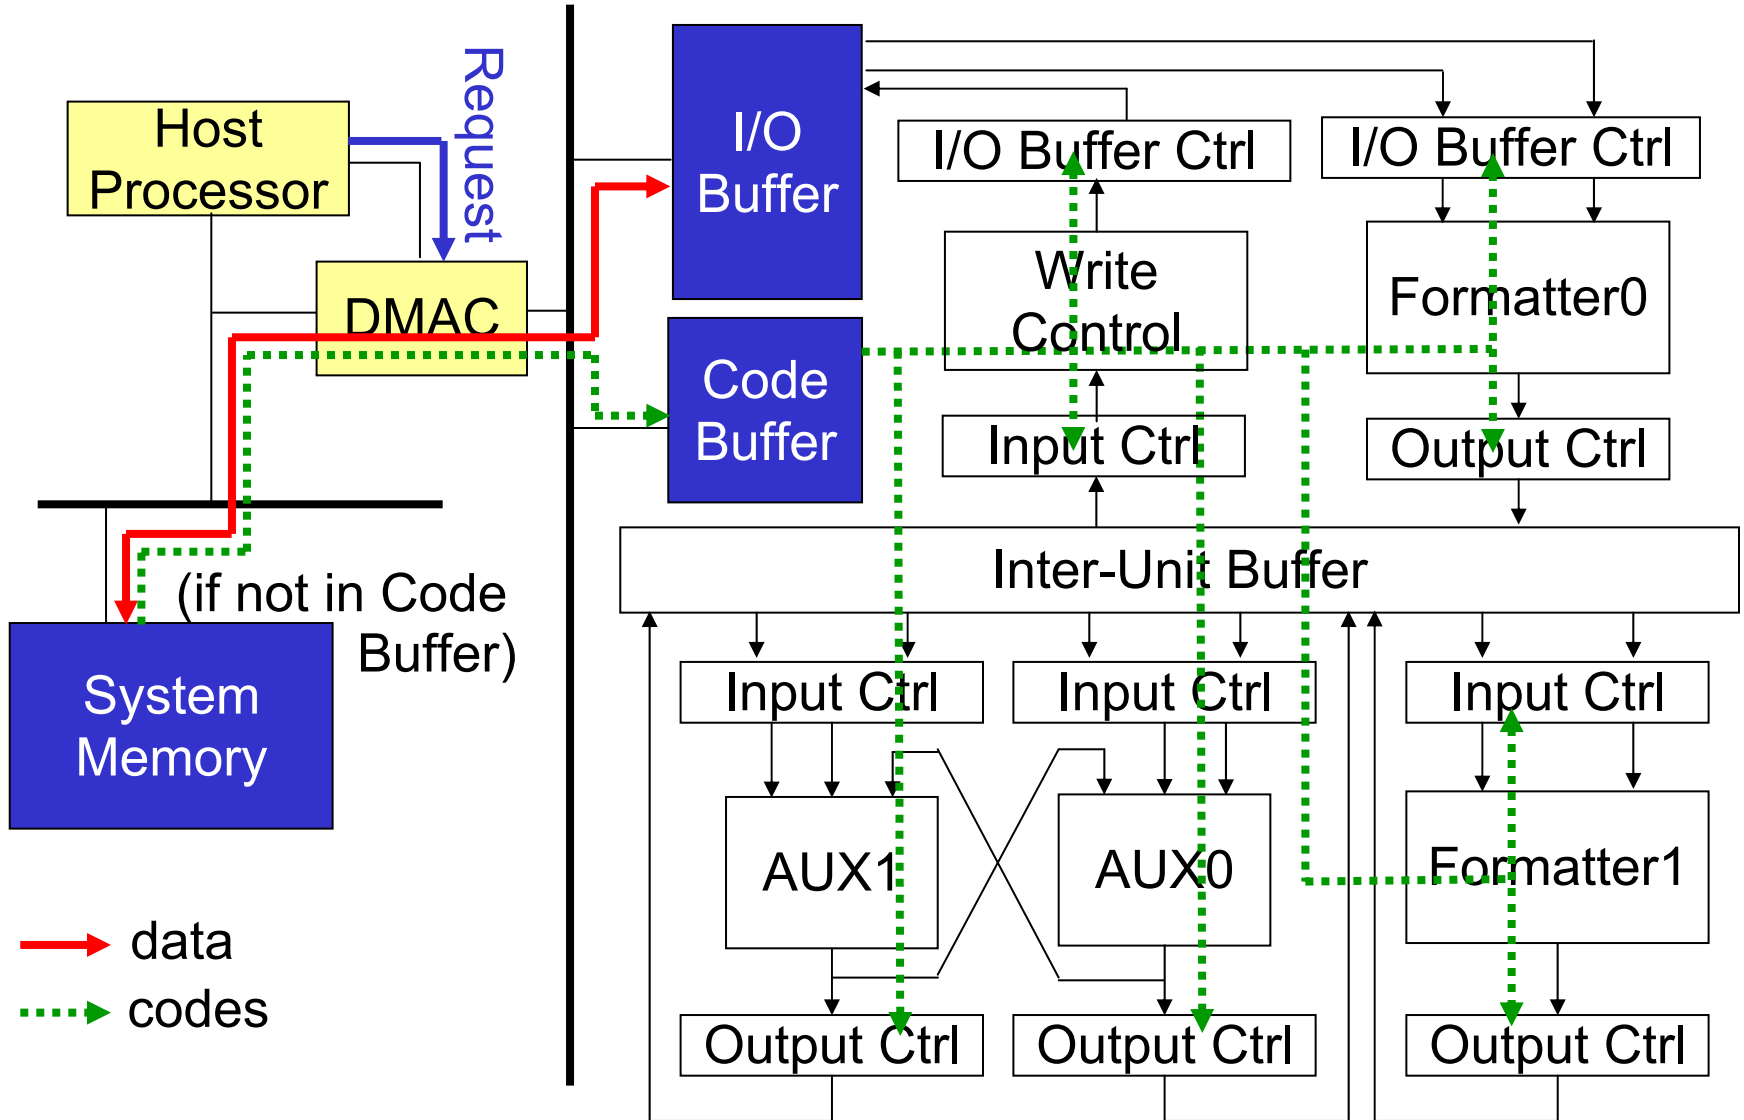 Host
Processor
Request
DMAC
I/O
Buffer
Code
Buffer
I/O Buffer Ctrl
I/O Buffer Ctrl
Write
Control
Formatter0
Input Ctrl
Output Ctrl
Inter-Unit Buffer
(if not in Code
Buffer)
System
Memory
Input Ctrl
Input Ctrl
Input Ctrl
AUX1
AUX0
Formatter1
Output Ctrl
Output Ctrl
Output Ctrl
data
codes